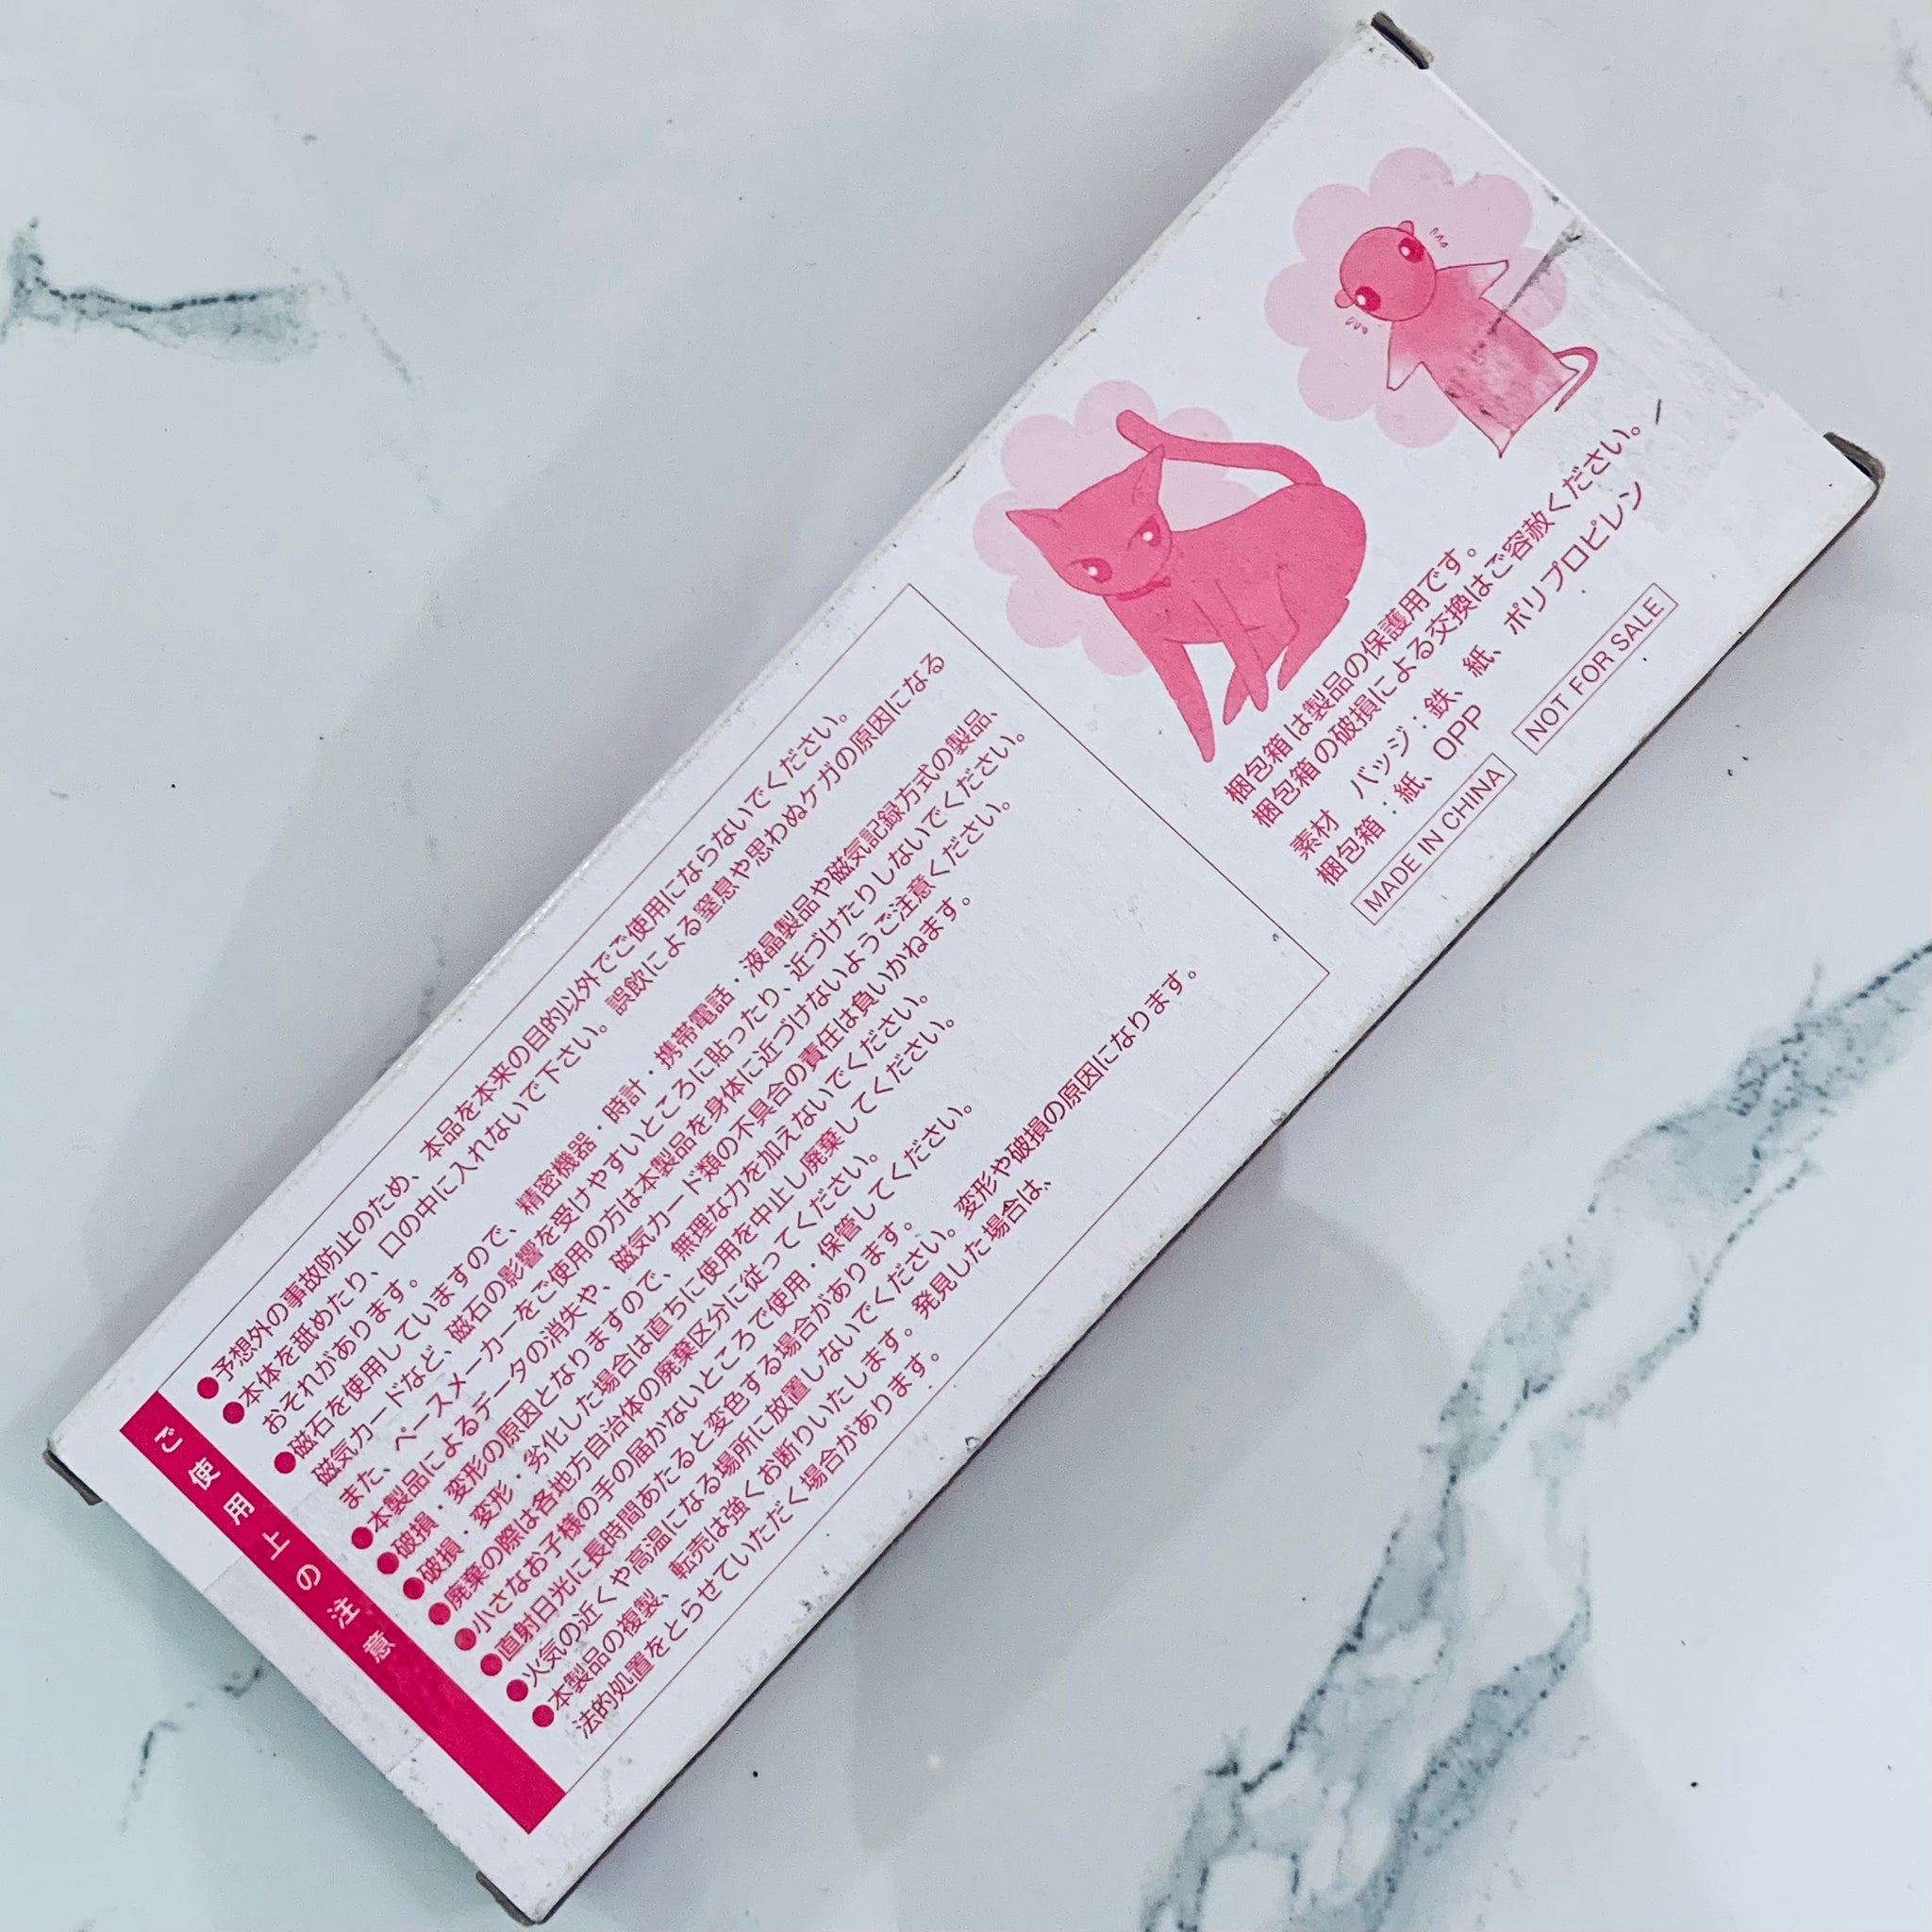 ご使用上の注意
●予想外の事故防止のため、本品を本来の目的以外でご使用にならないでください。
●本体を舐めたり、口の中に入れないで下さい。誤飲による窒息や思わぬケガの原因になる
おそれがあります。
●磁石を使用していますので、精密機器・時計・携帯電話・液晶製品や磁気記録方式の製品、
磁気カードなど、磁石の影響を受けやすいところに貼ったり、近づけたりしないでください。
また、ペースメーカーをご使用の方は本製品を身体に近づけないようご注意ください。
●本製品によるデータの消失や、磁気カード類の不具合の責任は負いかねます。
●破損・変形の原因となりますので、無理な力を加えないでください。
●破損・変形・劣化した場合は直ちに使用を中止し廃棄してください。
●廃棄の際は各地方自治体の廃棄区分に従ってください。
●小さなお子様の手の届かないところで使用・保管してください。
●直射日光に長時間あたると変色する場合があります。
●火気の近くや高温になる場所に放置しないでください。変形や破損の原因になります。
●本製品の複製、転売は強くお断りいたします。発見した場合は、
法的処置をとらせていただく場合があります。
梱包箱は製品の保護用です。
梱包箱の破損による交換はご容赦ください。
素材　バッジ：鉄、紙、ポリプロピレン
梱包箱：紙、OPP
MADE IN CHINA NOT FOR SALE